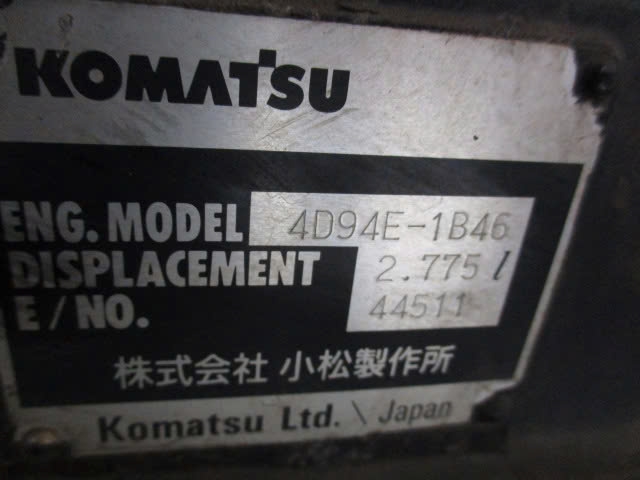 KOMATSU
ENG. MODEL 4D94E-1B46
DISPLACEMENT 2.775 l
E / NO. 44511
株式会社 小松製作所
Komatsu Ltd. \ Japan